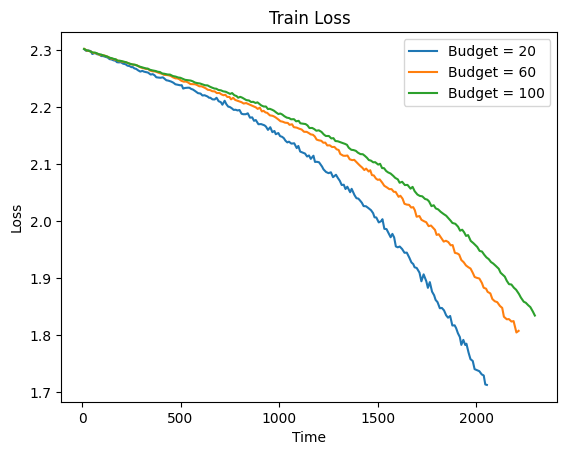 Train Loss
Budget = 20
Budget = 60
Budget = 100
Loss
2.3
2.2
2.1
2.0
1.9
1.8
1.7
0 500 1000 1500 2000
Time